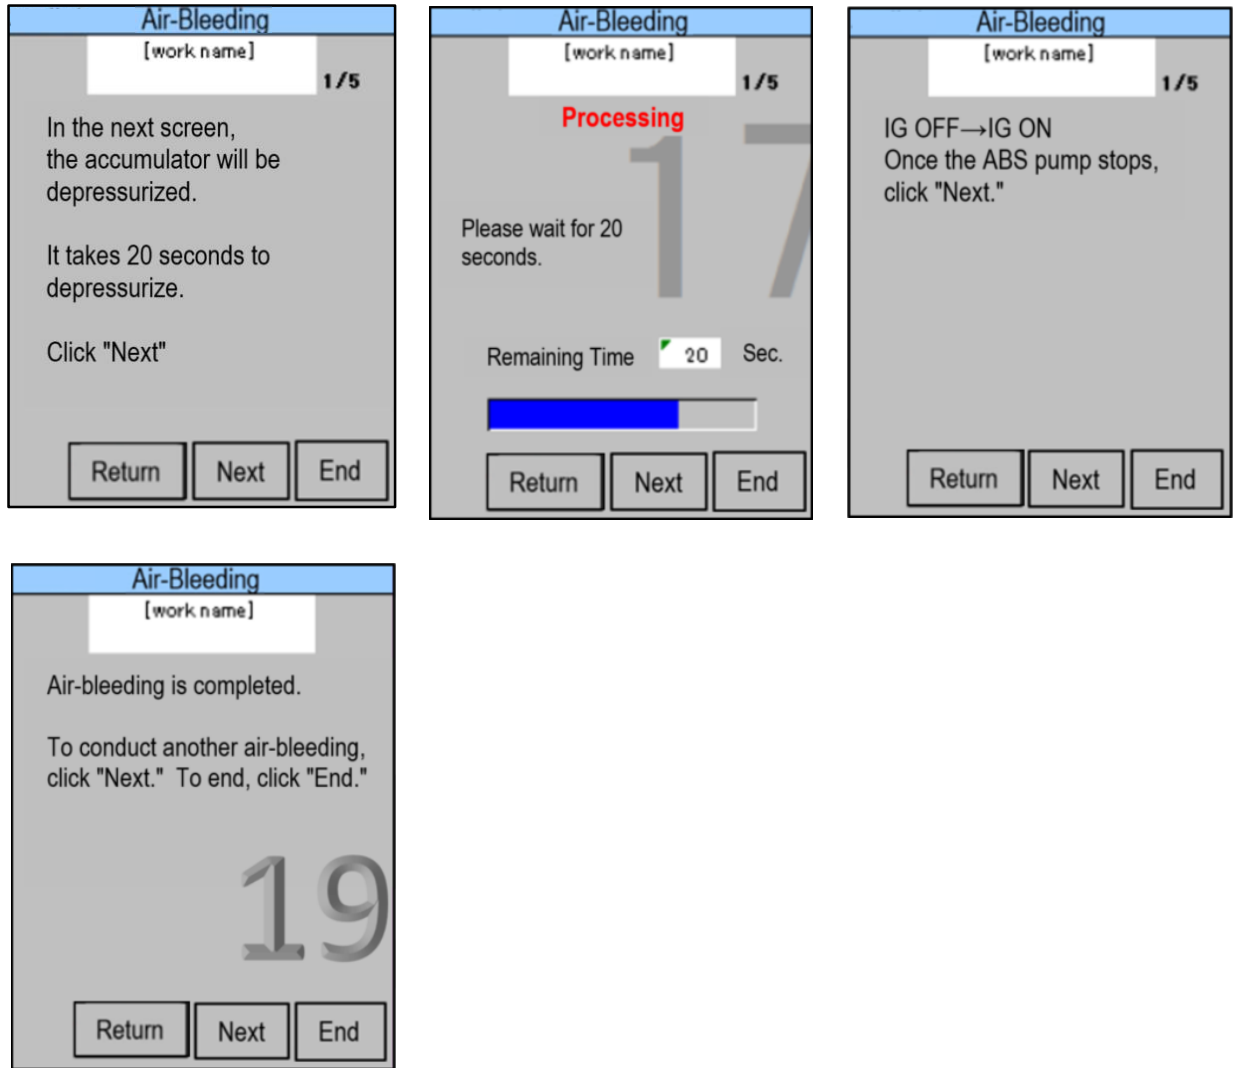 Air-Bleeding
[work name]
1/5
In the next screen,
the accumulator will be
depressurized.
It takes 20 seconds to
depressurize.
Click "Next"
Return
Next
End
Air-Bleeding
[work name]
1/5
Processing
17
Please wait for 20
seconds.
Remaining Time 20 Sec.
Return
Next
End
Air-Bleeding
[work name]
1/5
IG OFF→IG ON
Once the ABS pump stops,
click "Next."
Return
Next
End
Air-Bleeding
[work name]
Air-bleeding is completed.
To conduct another air-bleeding,
click "Next."  To end, click "End."
19
Return
Next
End